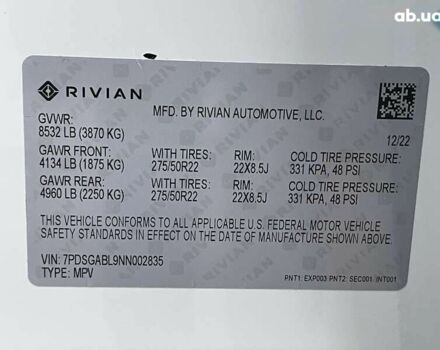 ab.ua
RIVIAN
MFD. BY RIVIAN AUTOMOTIVE, LLC.
GVWR:
8532 LB (3870 KG)
12/22
GAWR FRONT: WITH TIRES: RIM: COLD TIRE PRESSURE:
4134 LB (1875 KG) 275/50R22 22X8.5J 331 KPA, 48 PSI
GAWR REAR: WITH TIRES: RIM: COLD TIRE PRESSURE:
4960 LB (2250 KG) 275/50R22 22X8.5J 331 KPA, 48 PSI
THIS VEHICLE CONFORMS TO ALL APPLICABLE U.S. FEDERAL MOTOR VEHICLE
SAFETY STANDARDS IN EFFECT ON THE DATE OF MANUFACTURE
SHOWN ABOVE.
VIN: 7PDSGABL9NN002835
TYPE: MPV
PNT1: EXP003 PNT2: SEC001 INT001